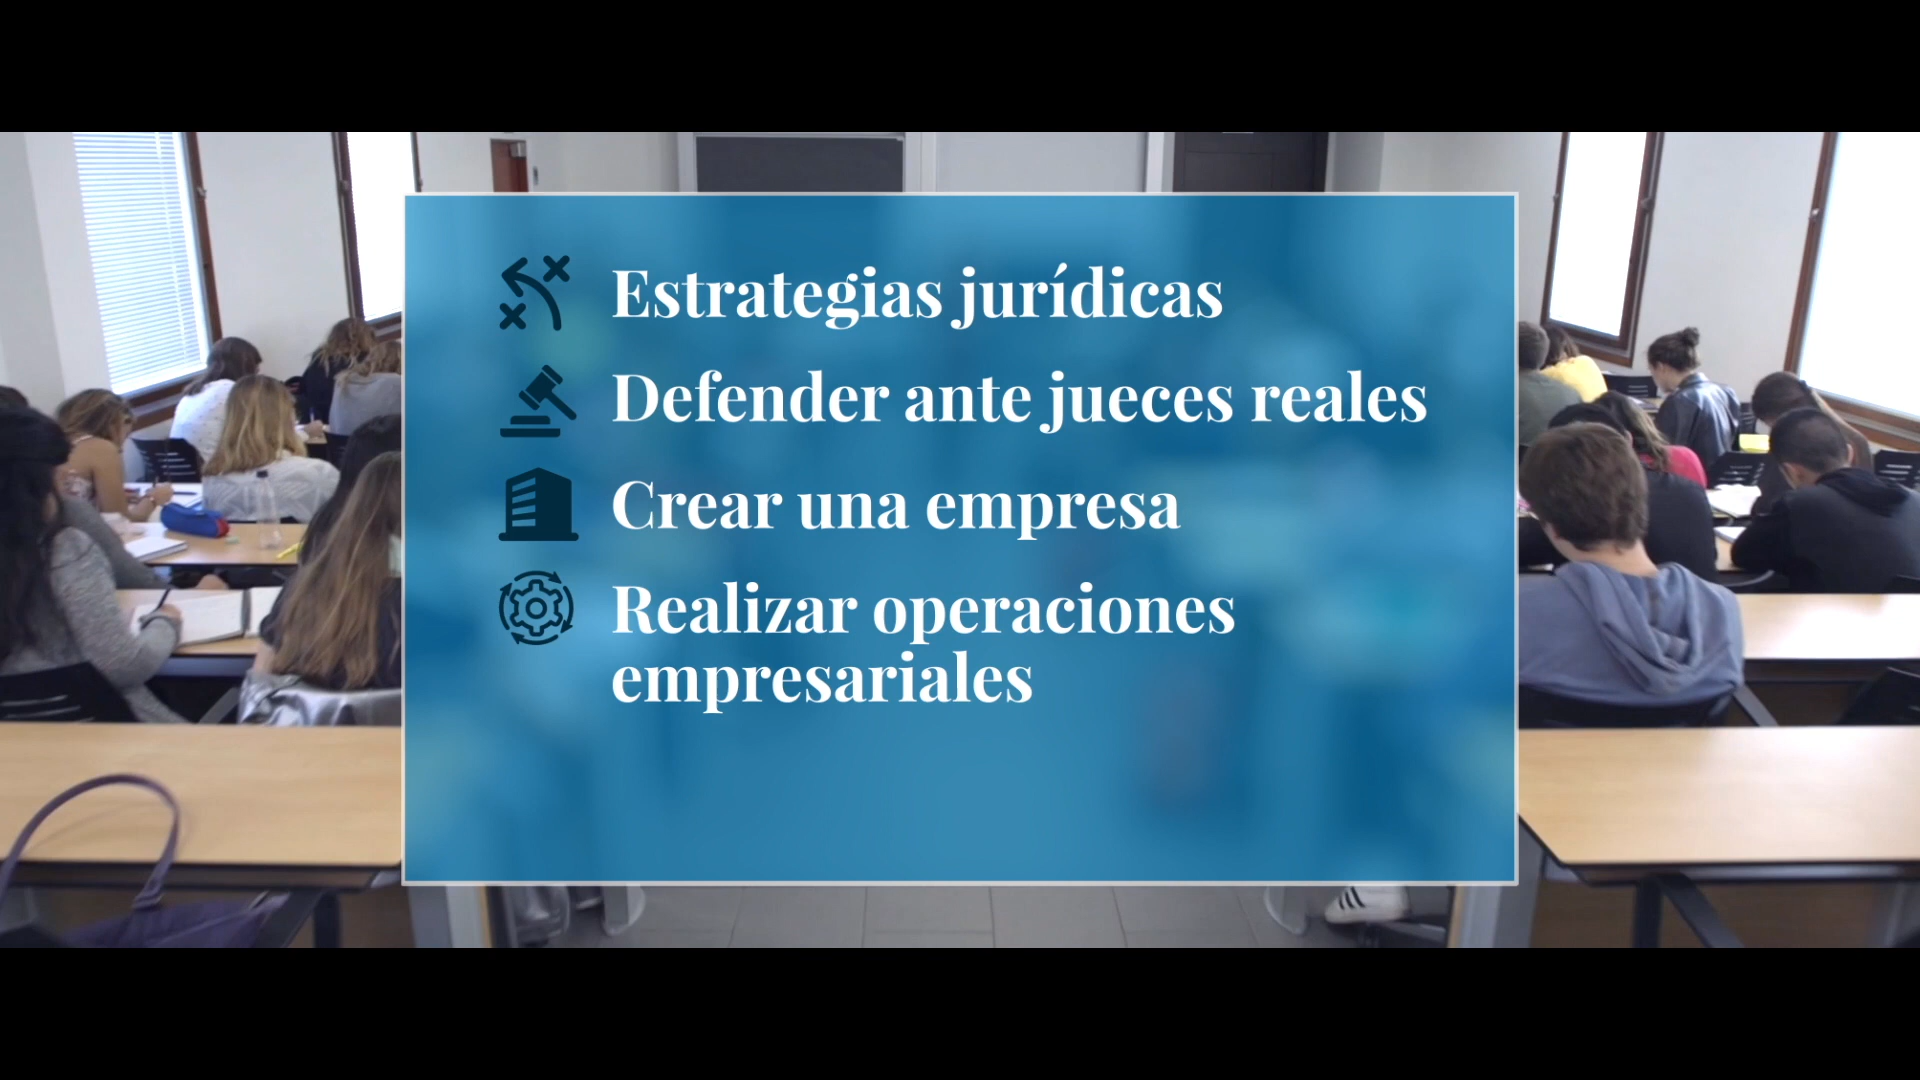 Estrategias jurídicas
Defender ante jueces reales
Crear una empresa
Realizar operaciones
empresariales